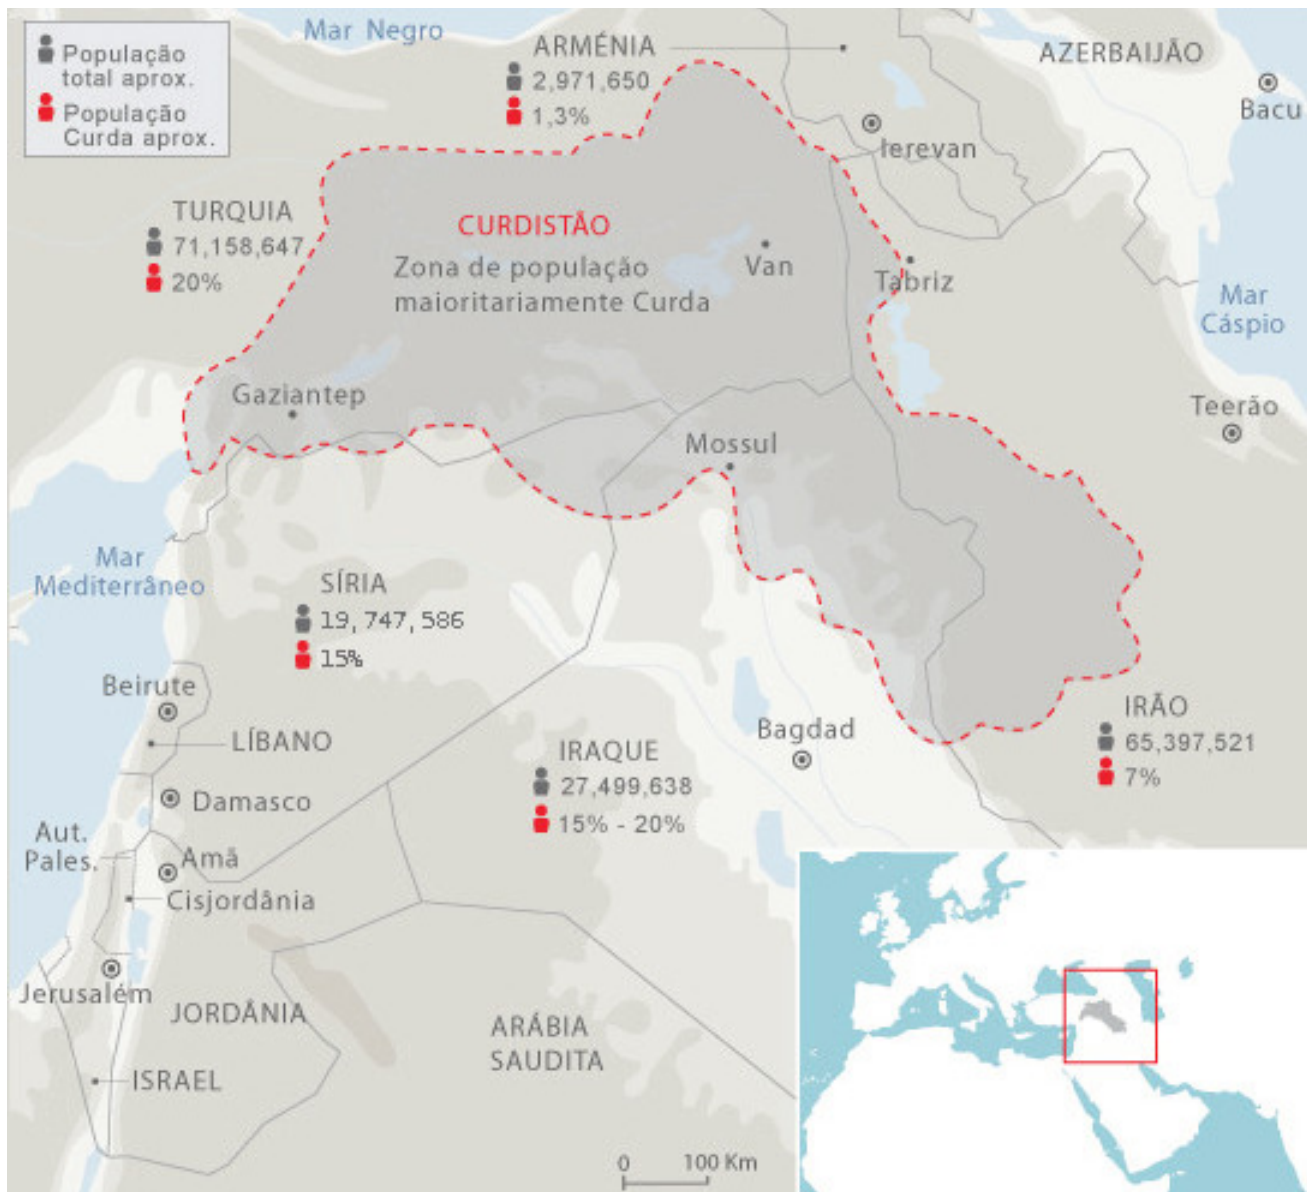 População
total aprox.
População
Curda aprox.
Mar Negro
ARMÉNIA
2,971,650
1,3%
AZERBAIJÃO
Bacu
Ierevan
TURQUIA
71,158,647
20%
CURDISTÃO
Zona de população
maioritariamente Curda
Van
Tabriz
Mar
Cáspio
Gaziantep
Teerão
Mossul
Mar
Mediterrâneo
SÍRIA
19, 747, 586
15%
Beirute
LÍBANO
Damasco
IRAQUE
27,499,638
15% - 20%
Bagdad
IRÃO
65,397,521
7%
Aut.
Pales.
Amã
Cisjordânia
Jerusalém
JORDÂNIA
ARÁBIA
SAUDITA
ISRAEL
0 100 Km